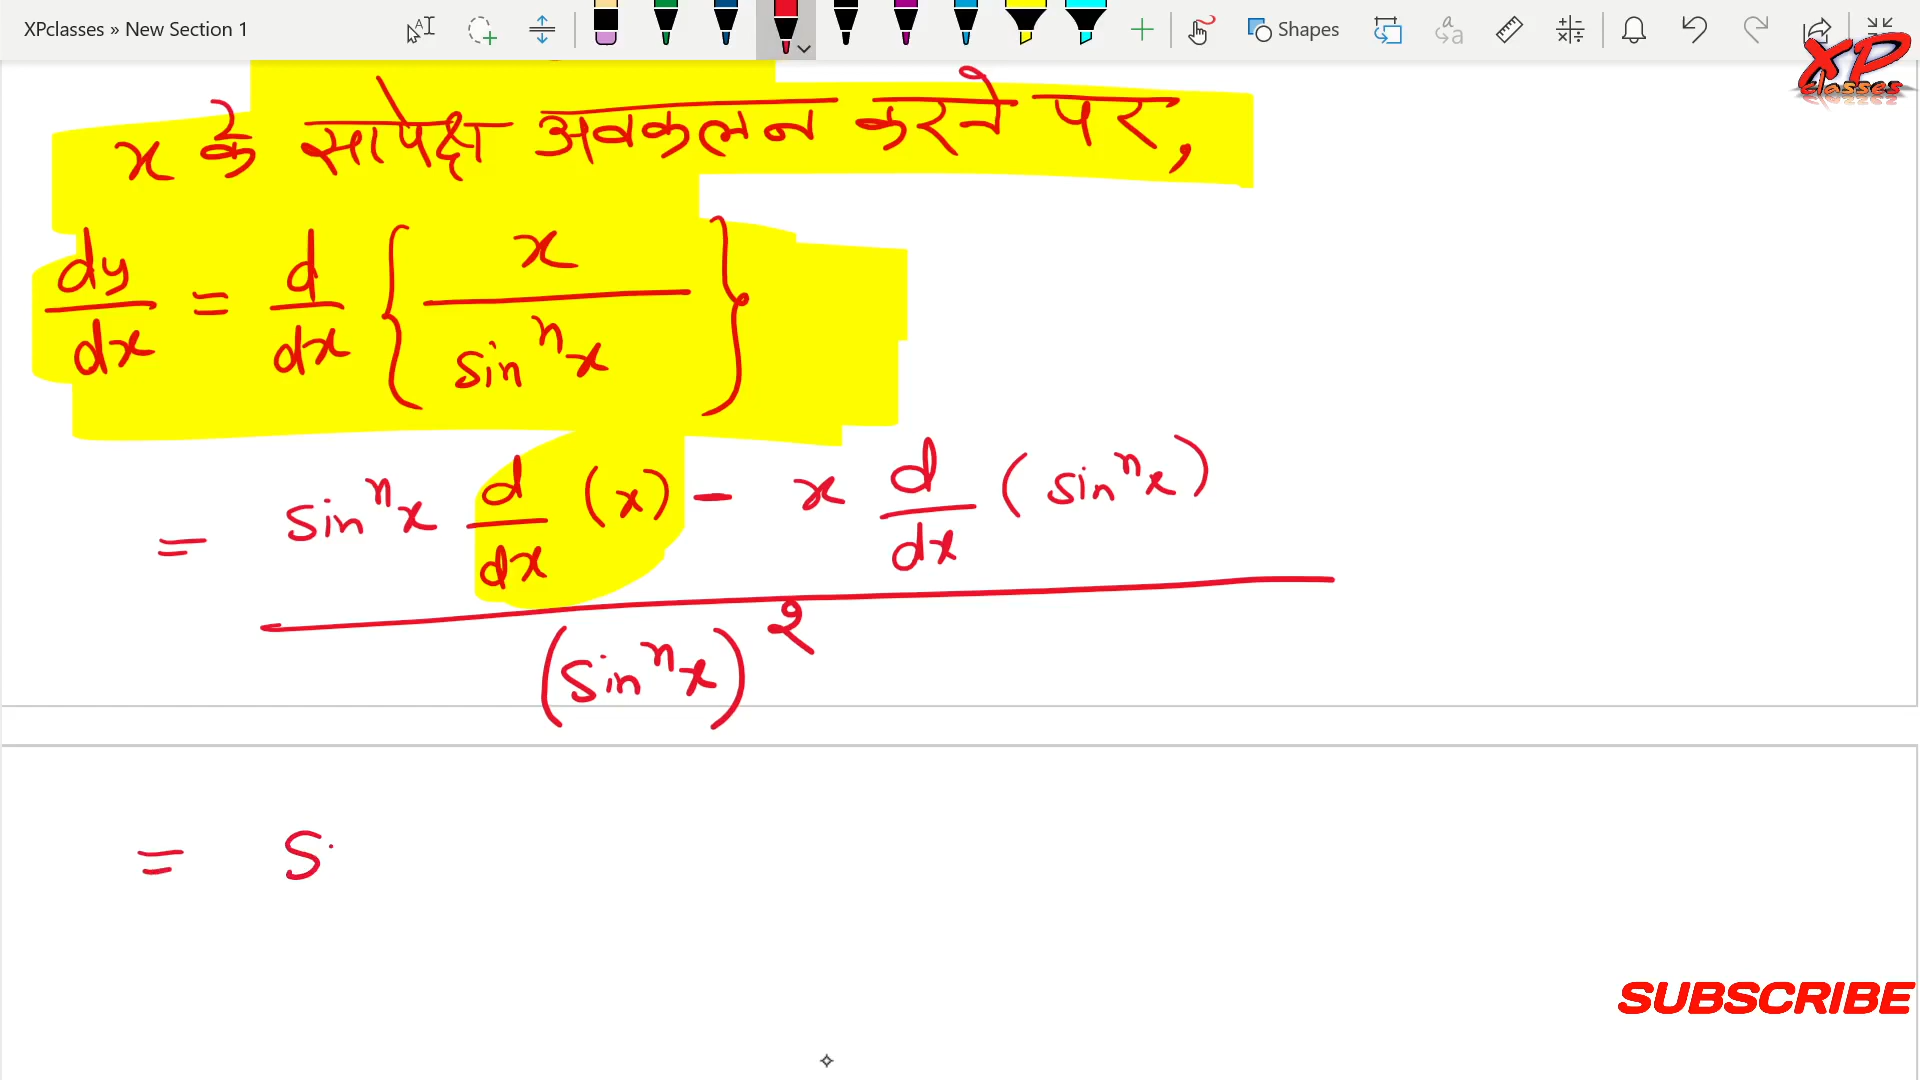 XPclasses » New Section 1
Shapes
XP
classes
x के सापेक्ष अवकलन करने पर,
dy/dx = d/dx { x / sinⁿx }
= sinⁿx d/dx (x) - x d/dx (sinⁿx) / (sinⁿx)²
= S
SUBSCRIBE